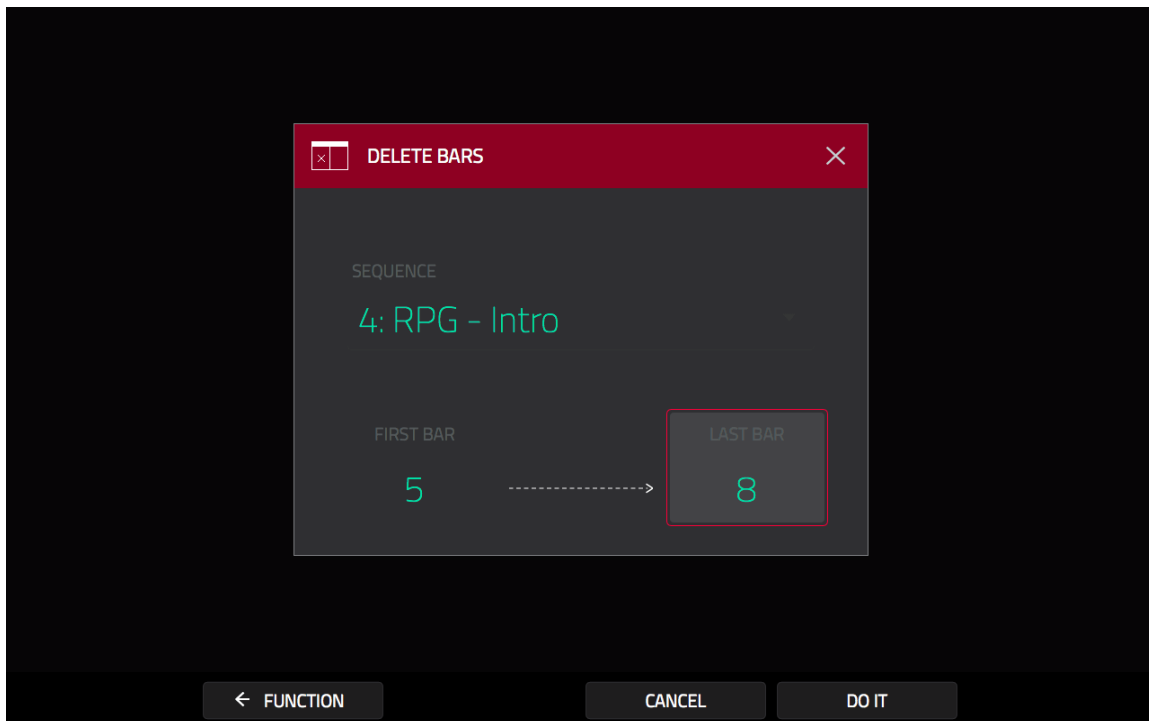 DELETE BARS
SEQUENCE
4: RPG - Intro
FIRST BAR
LAST BAR
5
8
← FUNCTION
CANCEL
DO IT